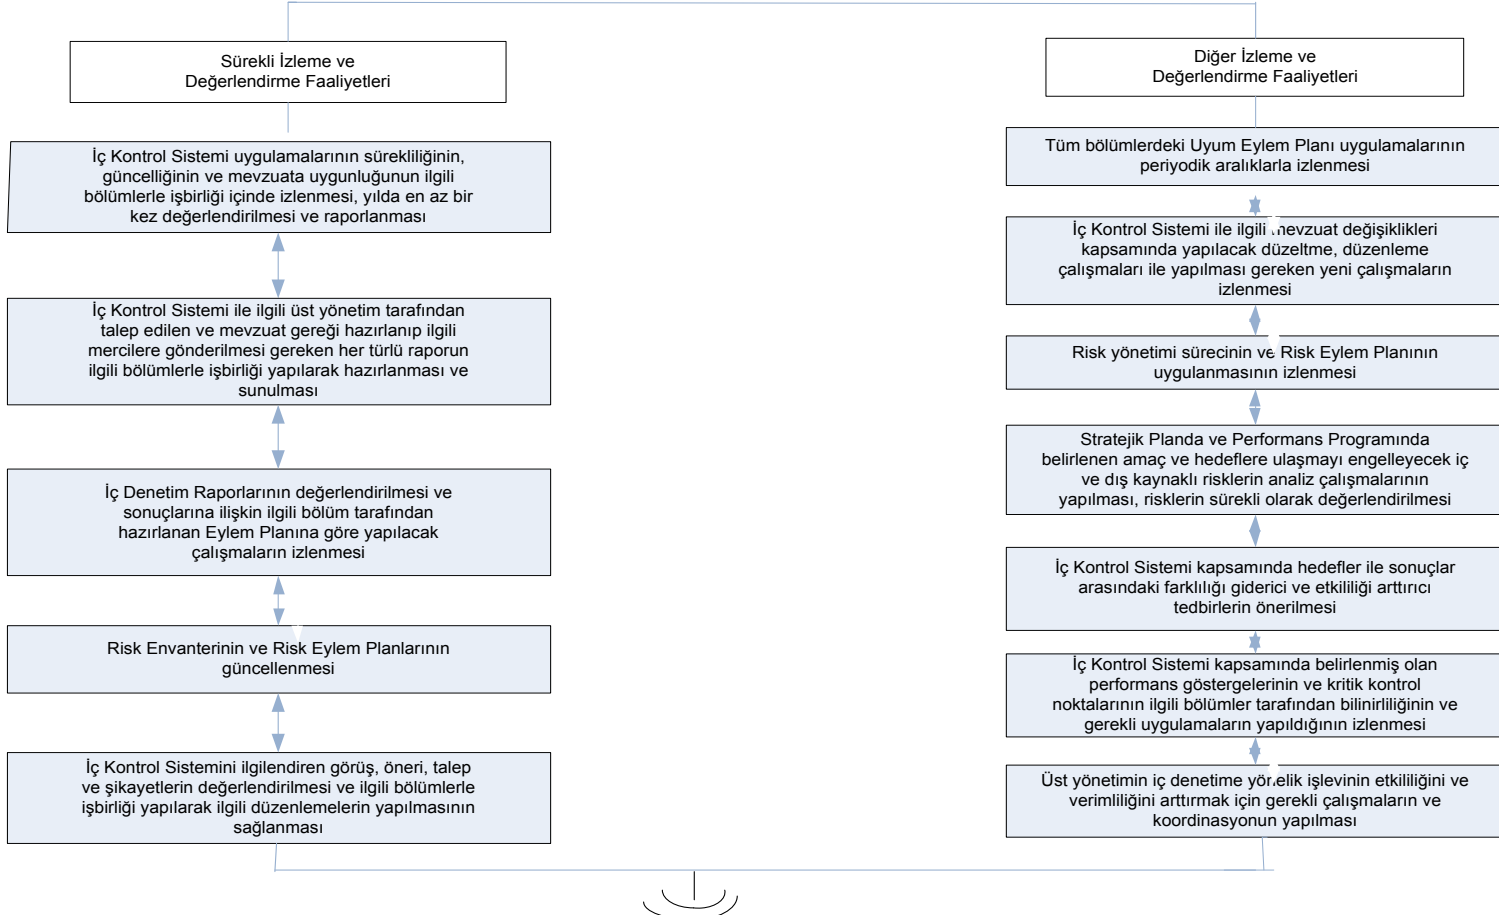 Sürekli İzleme ve
Değerlendirme Faaliyetleri
İç Kontrol Sistemi uygulamalarının sürekliliğinin,
güncelliğinin ve mevzuata uygunluğunun ilgili
bölümlerle işbirliği içinde izlenmesi, yılda en az bir
kez değerlendirilmesi ve raporlanması
İç Kontrol Sistemi ile ilgili üst yönetim tarafından
talep edilen ve mevzuat gereği hazırlanıp ilgili
mercilere gönderilmesi gereken her türlü raporun
ilgili bölümlerle işbirliği yapılarak hazırlanması ve
sunulması
İç Denetim Raporlarının değerlendirilmesi ve
sonuçlarına ilişkin ilgili bölüm tarafından
hazırlanan Eylem Planına göre yapılacak
çalışmaların izlenmesi
Risk Envanterinin ve Risk Eylem Planlarının
güncellenmesi
İç Kontrol Sistemini ilgilendiren görüş, öneri, talep
ve şikayetlerin değerlendirilmesi ve ilgili bölümlerle
işbirliği yapılarak ilgili düzenlemelerin yapılmasının
sağlanması
Diğer İzleme ve
Değerlendirme Faaliyetleri
Tüm bölümlerdeki Uyum Eylem Planı uygulamalarının
periyodik aralıklarla izlenmesi
İç Kontrol Sistemi ile ilgili mevzuat değişiklikleri
kapsamında yapılacak düzeltme, düzenleme
çalışmaları ile yapılması gereken yeni çalışmaların
izlenmesi
Risk yönetimi sürecinin ve Risk Eylem Planının
uygulanmasının izlenmesi
Stratejik Planda ve Performans Programında
belirlenen amaç ve hedeflere ulaşmayı engelleyecek iç
ve dış kaynaklı risklerin analiz çalışmalarının
yapılması, risklerin sürekli olarak değerlendirilmesi
İç Kontrol Sistemi kapsamında hedefler ile sonuçlar
arasındaki farklılığı giderici ve etkililiği arttırıcı
tedbirlerin önerilmesi
İç Kontrol Sistemi kapsamında belirlenmiş olan
performans göstergelerinin ve kritik kontrol
noktalarının ilgili bölümler tarafından bilinirliliğinin ve
gerekli uygulamaların yapıldığının izlenmesi
Üst yönetimin iç denetime yönelik işlevinin etkililiğini ve
verimliliğini arttırmak için gerekli çalışmaların ve
koordinasyonun yapılması